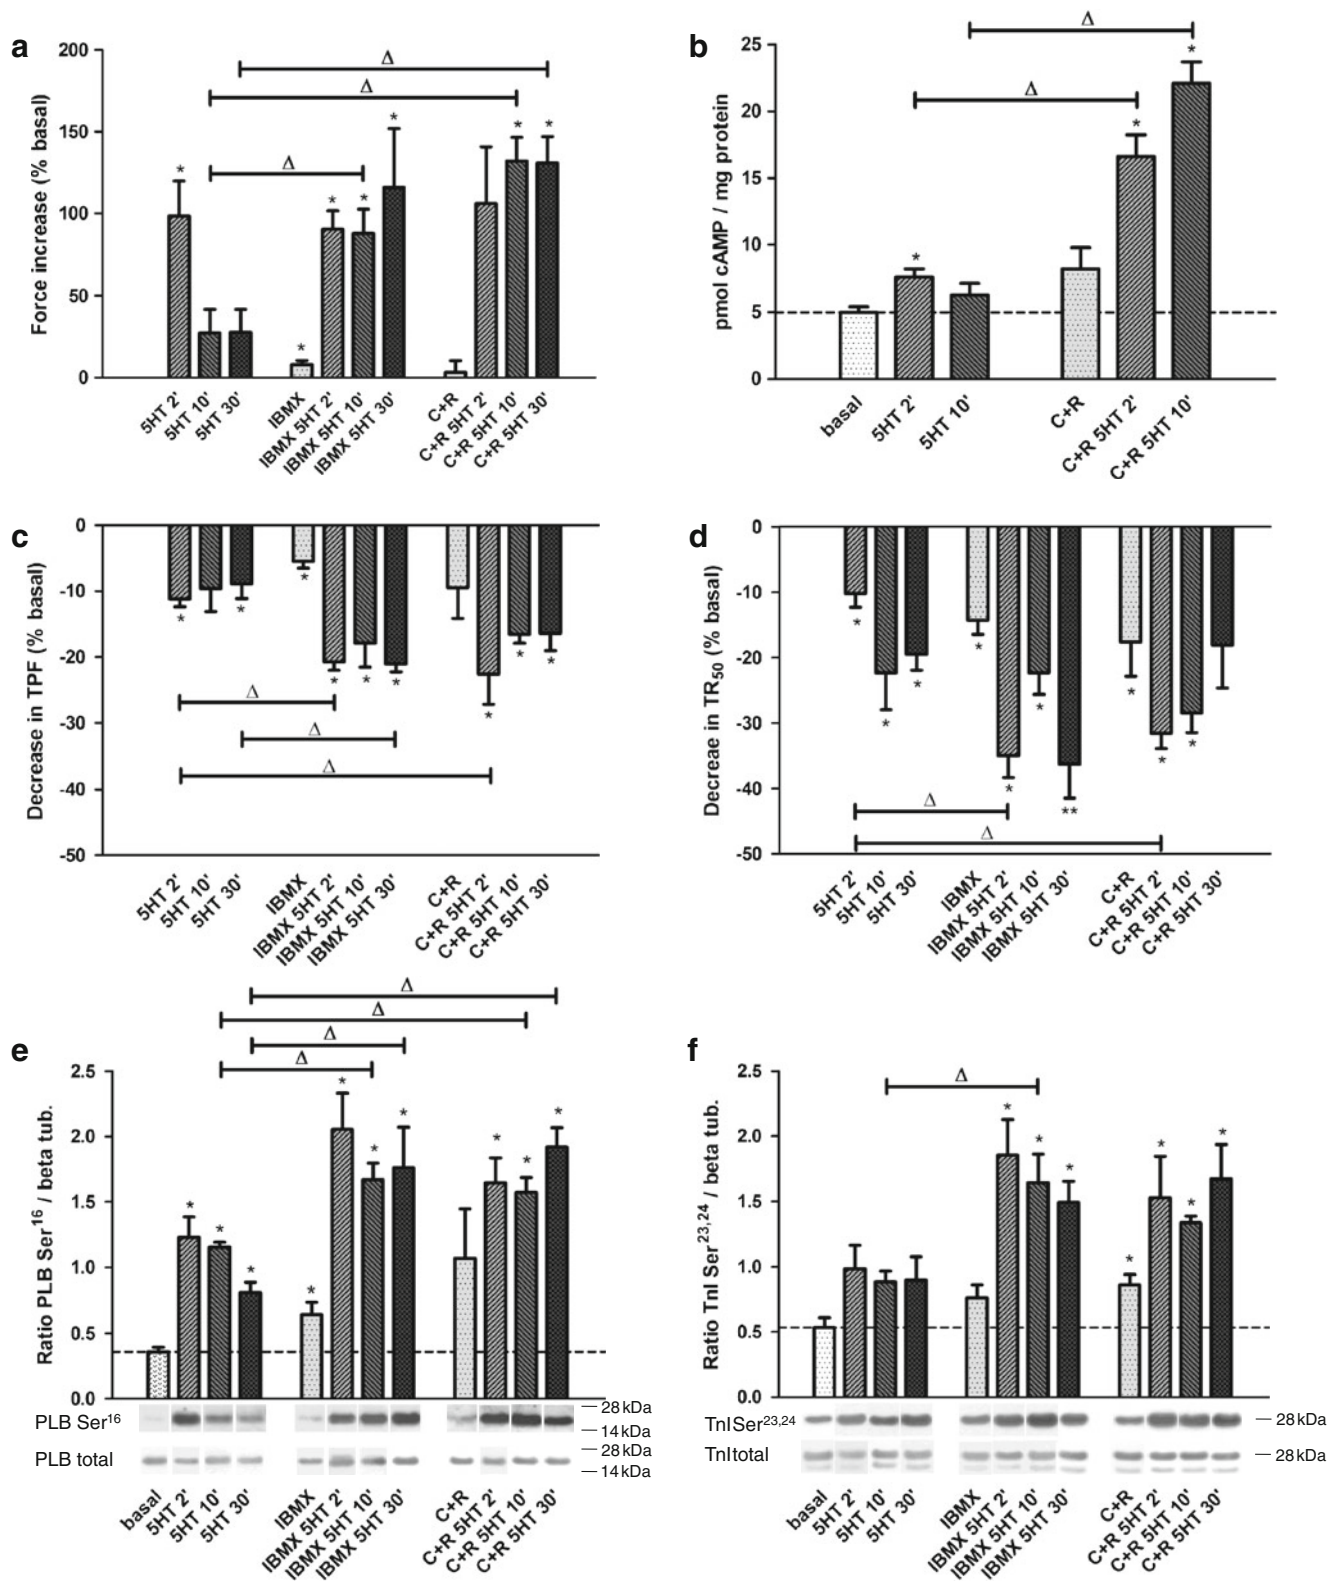 a
Force increase (% basal)
200
150
100
50
0
Δ
Δ
Δ
*
*
*
*
*
*
*
5HT 2'
5HT 10'
5HT 30'
IBMX
IBMX 5HT 2'
IBMX 5HT 10'
IBMX 5HT 30'
C+R
C+R 5HT 2'
C+R 5HT 10'
C+R 5HT 30'
b
pmol cAMP / mg protein
25
20
15
10
5
0
Δ
Δ
*
*
*
basal
5HT 2'
5HT 10'
C+R
C+R 5HT 2'
C+R 5HT 10'
c
Decrease in TPF (% basal)
0
-10
-20
-30
-40
-50
*
*
*
*
*
*
*
*
*
Δ
Δ
Δ
5HT 2'
5HT 10'
5HT 30'
IBMX
IBMX 5HT 2'
IBMX 5HT 10'
IBMX 5HT 30'
C+R
C+R 5HT 2'
C+R 5HT 10'
C+R 5HT 30'
d
Decreae in TR50 (% basal)
0
-10
-20
-30
-40
-50
*
*
*
*
*
*
**
*
*
*
Δ
Δ
5HT 2'
5HT 10'
5HT 30'
IBMX
IBMX 5HT 2'
IBMX 5HT 10'
IBMX 5HT 30'
C+R
C+R 5HT 2'
C+R 5HT 10'
C+R 5HT 30'
e
Ratio PLB Ser16 / beta tub.
2.5
2.0
1.5
1.0
0.5
0.0
Δ
Δ
Δ
Δ
*
*
*
*
*
*
*
*
*
*
PLB Ser16
28 kDa
14 kDa
PLB total
28 kDa
14 kDa
basal
5HT 2'
5HT 10'
5HT 30'
IBMX
IBMX 5HT 2'
IBMX 5HT 10'
IBMX 5HT 30'
C+R
C+R 5HT 2'
C+R 5HT 10'
C+R 5HT 30'
f
Ratio TnI Ser23,24 / beta tub.
2.5
2.0
1.5
1.0
0.5
0.0
Δ
*
*
*
*
*
*
*
TnI Ser23,24
28 kDa
TnI total
28 kDa
basal
5HT 2'
5HT 10'
5HT 30'
IBMX
IBMX 5HT 2'
IBMX 5HT 10'
IBMX 5HT 30'
C+R
C+R 5HT 2'
C+R 5HT 10'
C+R 5HT 30'